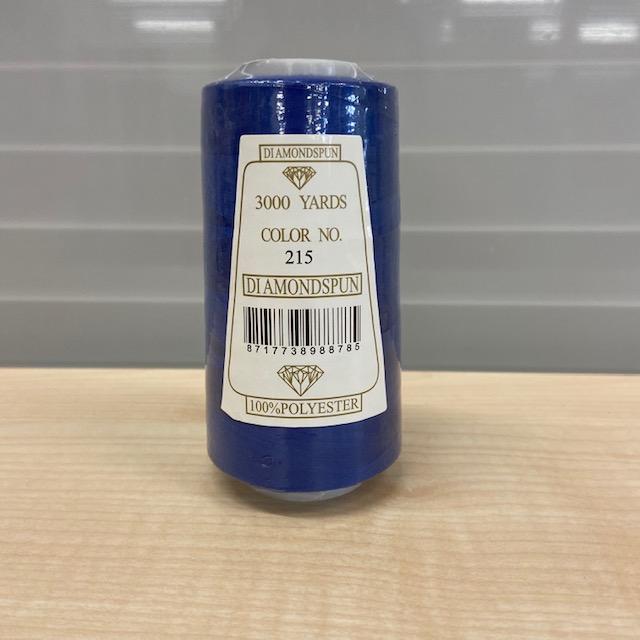 DIAMONDSPUN
3000 YARDS
COLOR NO.
215
DIAMONDSPUN
8717738988785
100%POLYESTER